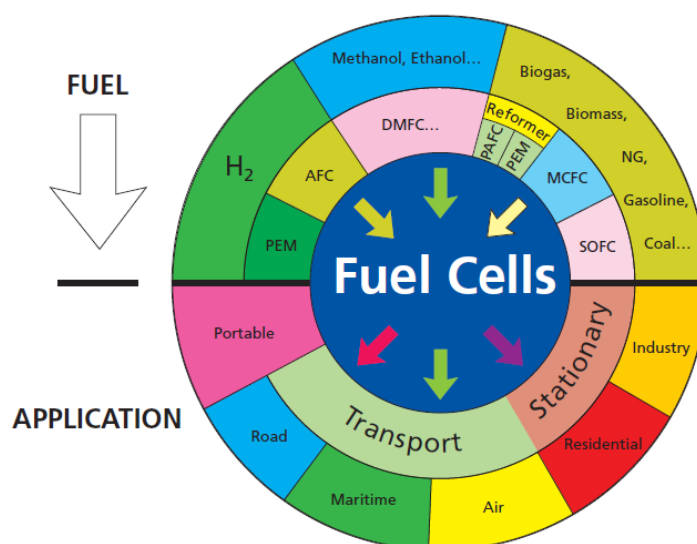 FUEL
Methanol, Ethanol...
Biogas,
Biomass,
NG,
Gasoline,
Coal...
H2
AFC
PEM
DMFC...
Reformer
PAFC
PEM
MCFC
SOFC
Fuel Cells
APPLICATION
Portable
Transport
Stationary
Road
Maritime
Air
Residential
Industry